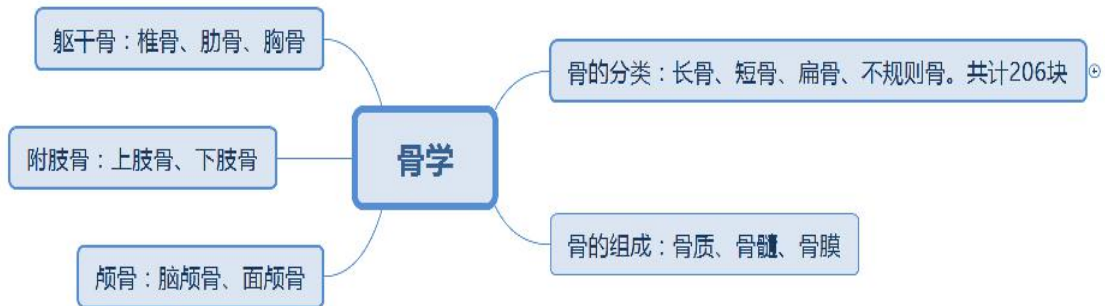 躯干骨：椎骨、肋骨、胸骨
附肢骨：上肢骨、下肢骨
颅骨：脑颅骨、面颅骨
骨学
骨的分类：长骨、短骨、扁骨、不规则骨。共计206块
骨的组成：骨质、骨髓、骨膜